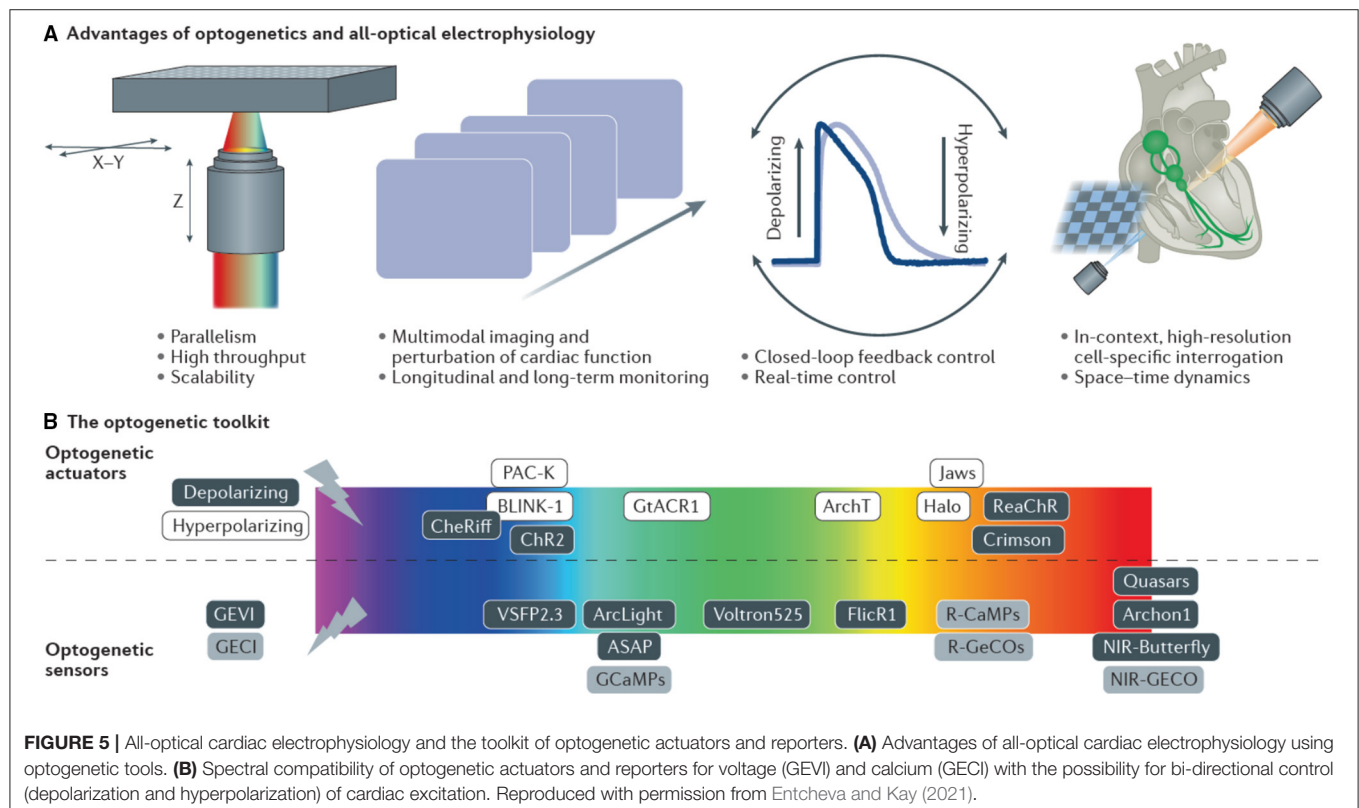 A Advantages of optogenetics and all-optical electrophysiology
X–Y
Z
Depolarizing
Hyperpolarizing
• Parallelism
• High throughput
• Scalability
• Multimodal imaging and
perturbation of cardiac function
• Longitudinal and long-term monitoring
• Closed-loop feedback control
• Real-time control
• In-context, high-resolution
cell-specific interrogation
• Space–time dynamics
B The optogenetic toolkit
Optogenetic
actuators
Depolarizing
Hyperpolarizing
PAC-K
Jaws
BLINK-1
GtACR1
ArchT
Halo
ReaChR
CheRiff
ChR2
Crimson
Optogenetic
sensors
GEVI
GECI
Quasars
VSFP2.3
ArcLight
Voltron525
FlicR1
R-CaMPs
Archon1
ASAP
R-GeCOs
NIR-Butterfly
GCaMPs
NIR-GECO
FIGURE 5 | All-optical cardiac electrophysiology and the toolkit of optogenetic actuators and reporters. (A) Advantages of all-optical cardiac electrophysiology using
optogenetic tools. (B) Spectral compatibility of optogenetic actuators and reporters for voltage (GEVI) and calcium (GECI) with the possibility for bi-directional control
(depolarization and hyperpolarization) of cardiac excitation. Reproduced with permission from Entcheva and Kay (2021).